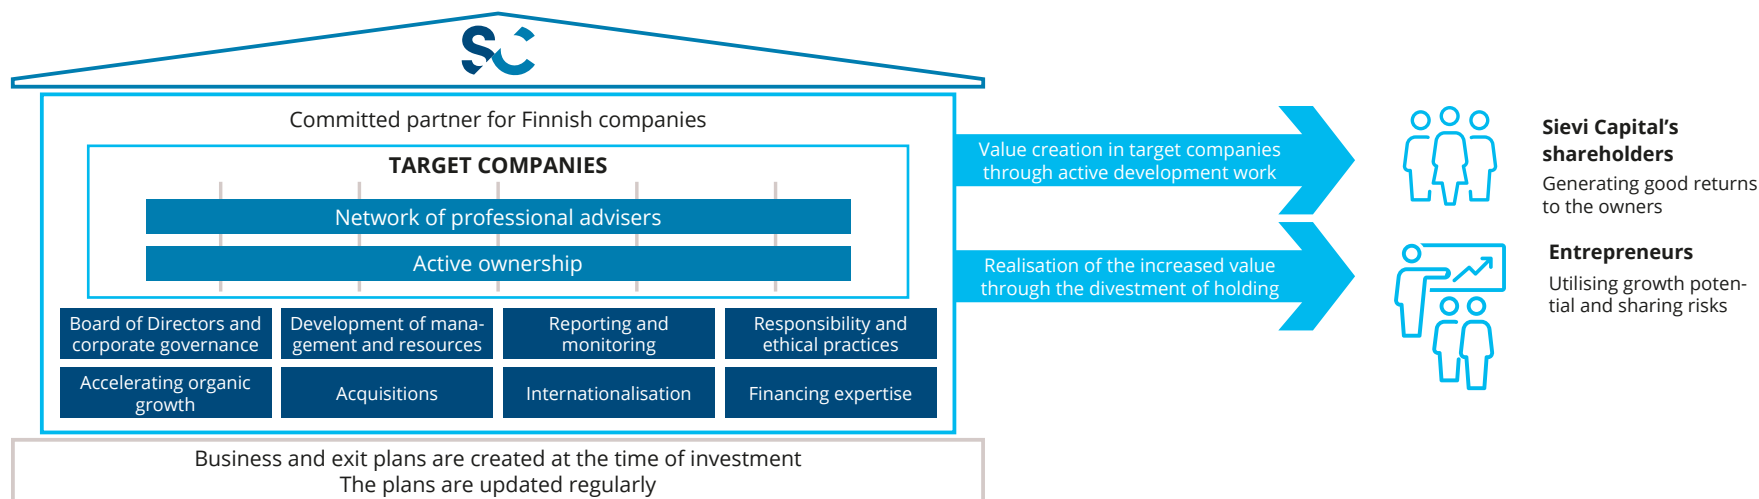 SC
Committed partner for Finnish companies
TARGET COMPANIES
Network of professional advisers
Active ownership
Board of Directors and
corporate governance
Development of mana-
gement and resources
Reporting and
monitoring
Responsibility and
ethical practices
Accelerating organic
growth
Acquisitions
Internationalisation
Financing expertise
Business and exit plans are created at the time of investment
The plans are updated regularly
Value creation in target companies
through active development work
Realisation of the increased value
through the divestment of holding
Sievi Capital’s
shareholders
Generating good returns
to the owners
Entrepreneurs
Utilising growth poten-
tial and sharing risks